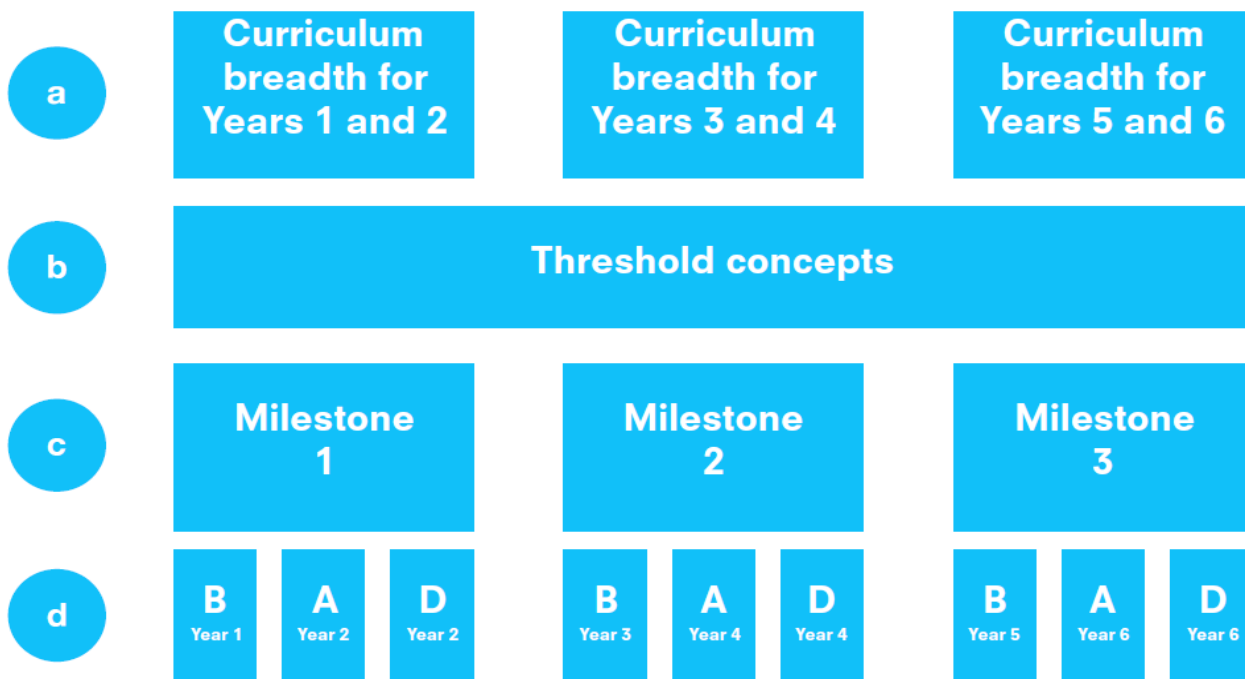 a
Curriculum
breadth for
Years 1 and 2
Curriculum
breadth for
Years 3 and 4
Curriculum
breadth for
Years 5 and 6
b
Threshold concepts
c
Milestone
1
Milestone
2
Milestone
3
d
B
Year 1
A
Year 2
D
Year 2
B
Year 3
A
Year 4
D
Year 4
B
Year 5
A
Year 6
D
Year 6